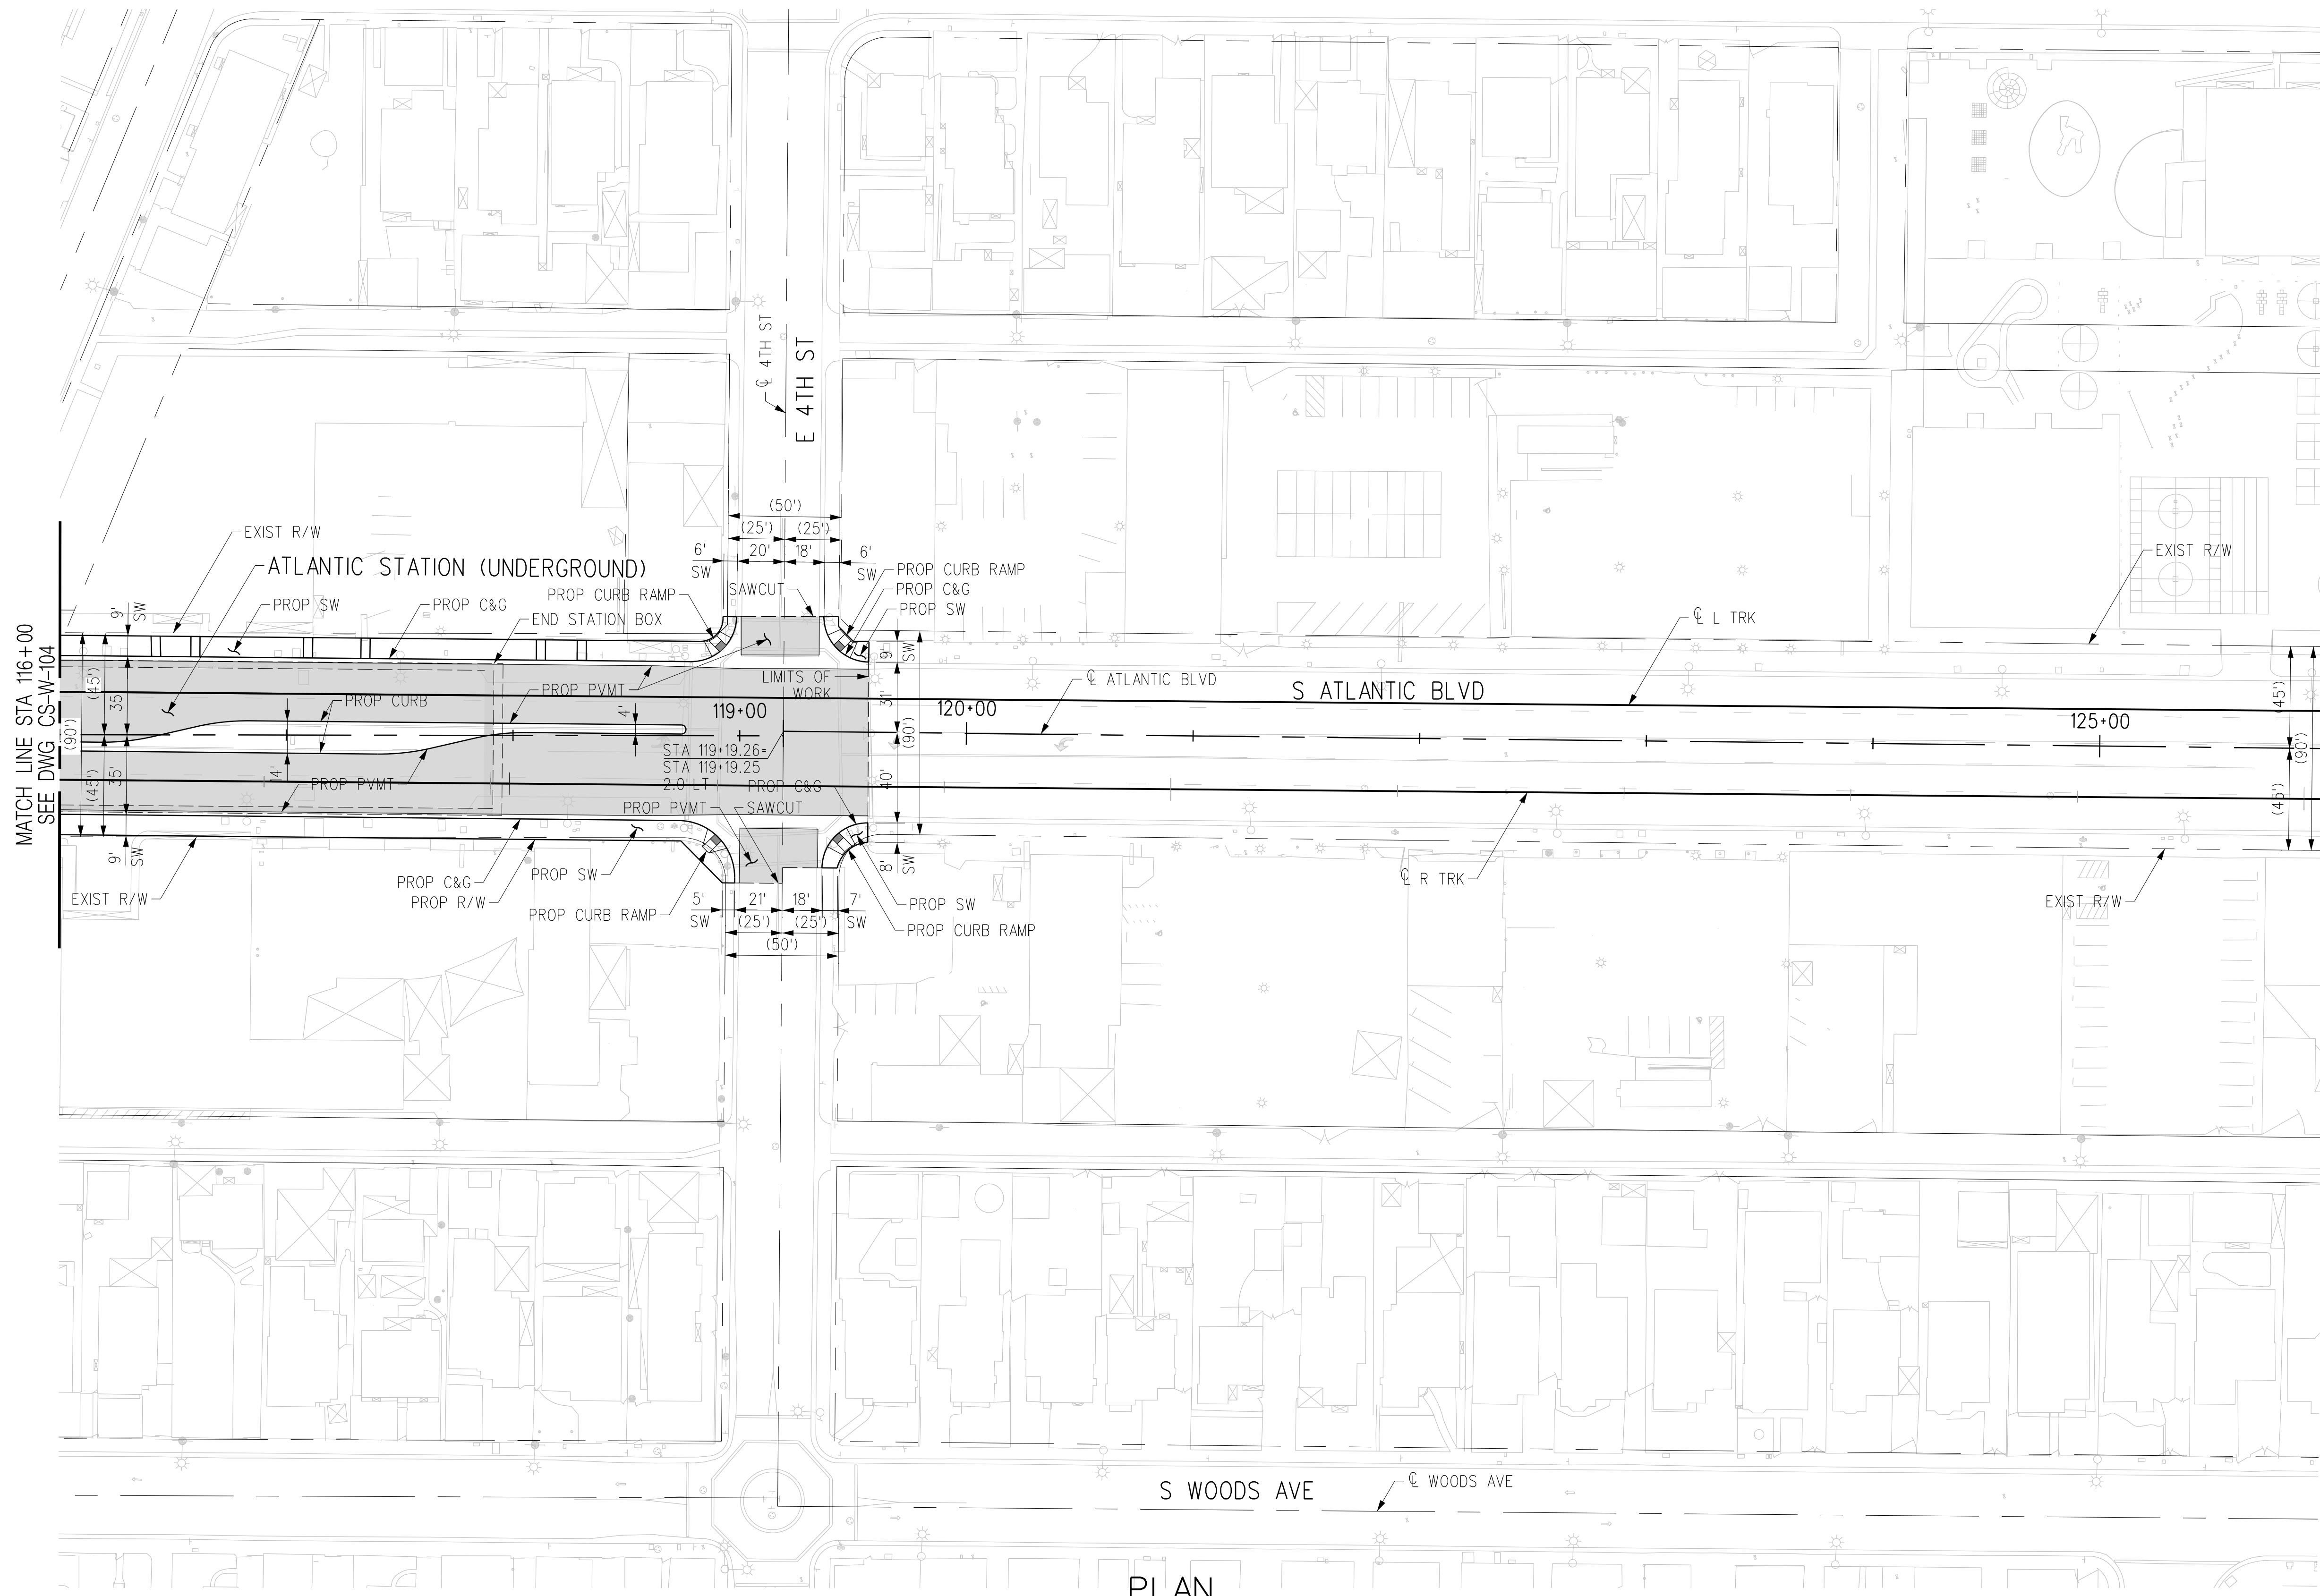 ℄ 4TH ST
E 4TH ST
(50')
(25')
(25')
6'
SW
20'
18'
6'
SW
EXIST R/W
ATLANTIC STATION (UNDERGROUND)
PROP CURB RAMP
SAWCUT
PROP CURB RAMP
PROP C&G
PROP SW
EXIST R/W
9'
SW
PROP SW
PROP C&G
END STATION BOX
℄ L TRK
MATCH LINE STA 116+00
SEE DWG CS-W-104
(90')
(45')
35'
(45')
35'
PROP CURB
PROP PVMT
LIMITS OF
WORK
9'
SW
31'
(90')
40'
8'
SW
℄ ATLANTIC BLVD
S ATLANTIC BLVD
4'
119+00
120+00
125+00
(45')
(90')
(45')
STA 119+19.26=
STA 119+19.25
2.0' LT
14'
PROP PVMT
PROP C&G
PROP PVMT
SAWCUT
9'
SW
EXIST R/W
PROP C&G
PROP R/W
PROP SW
PROP CURB RAMP
5'
SW
21'
18'
7'
SW
(25')
(25')
(50')
PROP SW
PROP CURB RAMP
℄ R TRK
EXIST R/W
S WOODS AVE
℄ WOODS AVE
PLAN